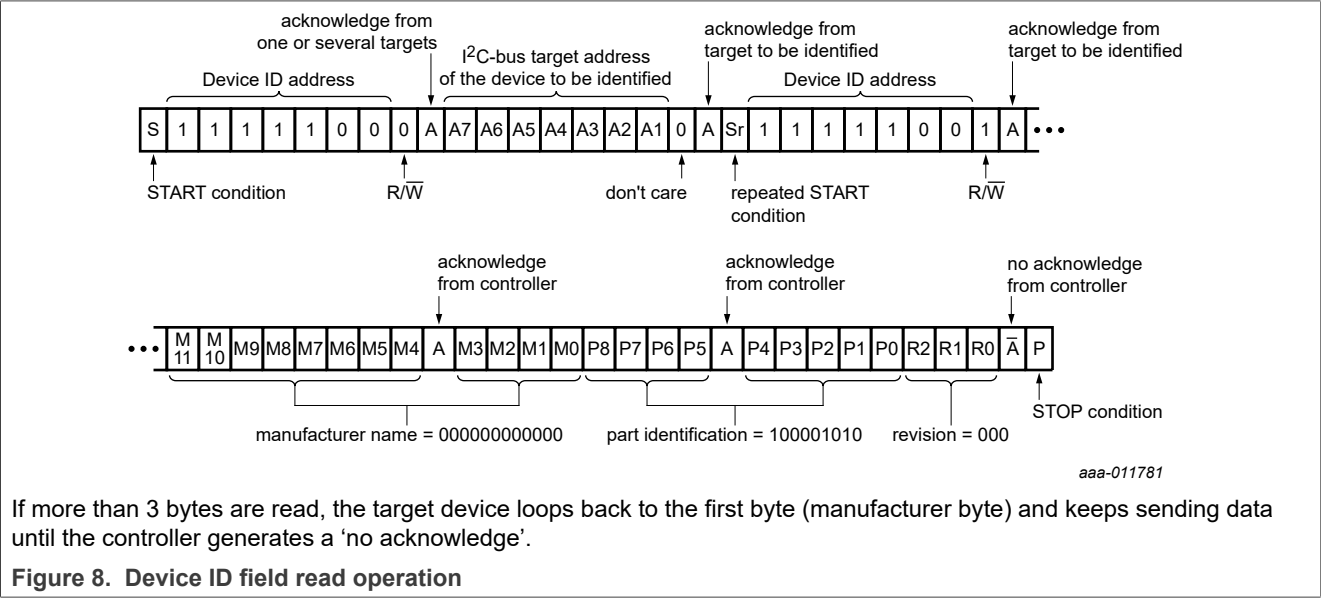 acknowledge from
one or several targets
I²C-bus target address
of the device to be identified
acknowledge from
target to be identified
acknowledge from
target to be identified
Device ID address
Device ID address
S 1 1 1 1 1 0 0 0 A A7 A6 A5 A4 A3 A2 A1 0 A Sr 1 1 1 1 1 0 0 1 A •••
START condition
R/W̅
don't care
repeated START
condition
R/W̅
acknowledge
from controller
acknowledge
from controller
no acknowledge
from controller
••• M11 M10 M9 M8 M7 M6 M5 M4 A M3 M2 M1 M0 P8 P7 P6 P5 A P4 P3 P2 P1 P0 R2 R1 R0 A̅ P
STOP condition
manufacturer name = 000000000000
part identification = 100001010
revision = 000
aaa-011781
If more than 3 bytes are read, the target device loops back to the first byte (manufacturer byte) and keeps sending data
until the controller generates a ‘no acknowledge’.
Figure 8. Device ID field read operation